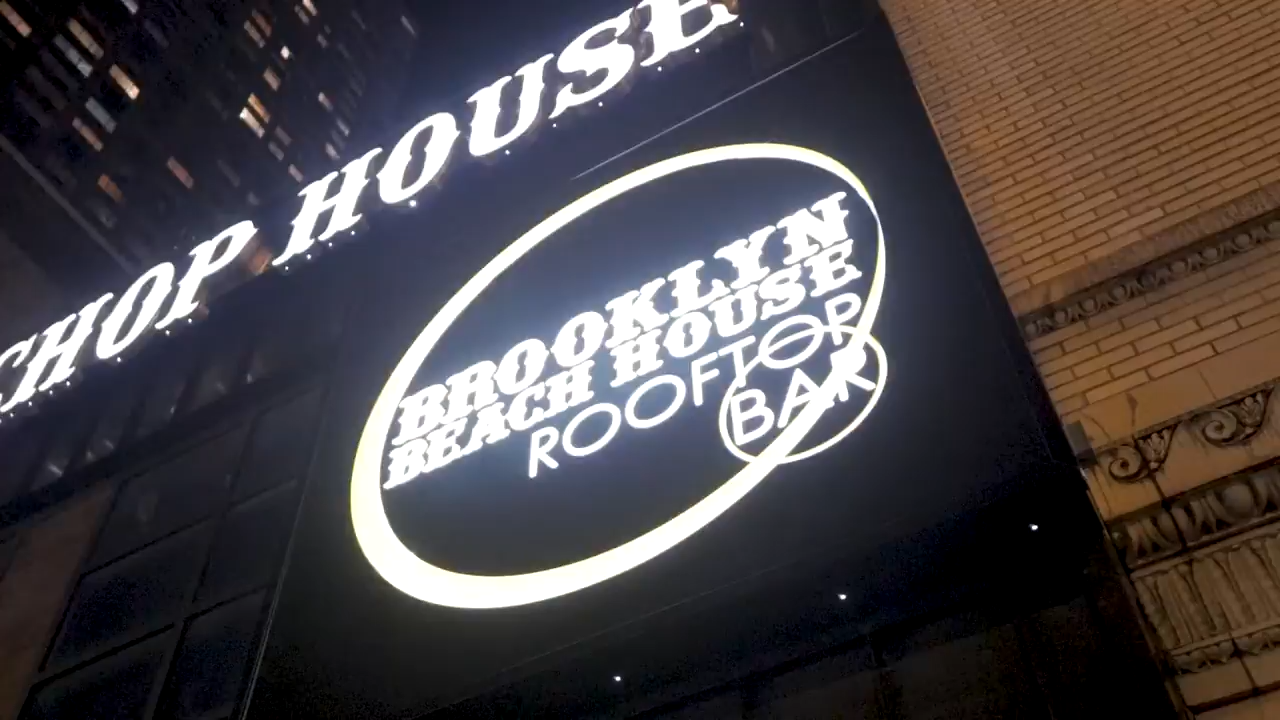 CHOP HOUSE
BROOKLYN
BEACH HOUSE
ROOFTOP
BAR